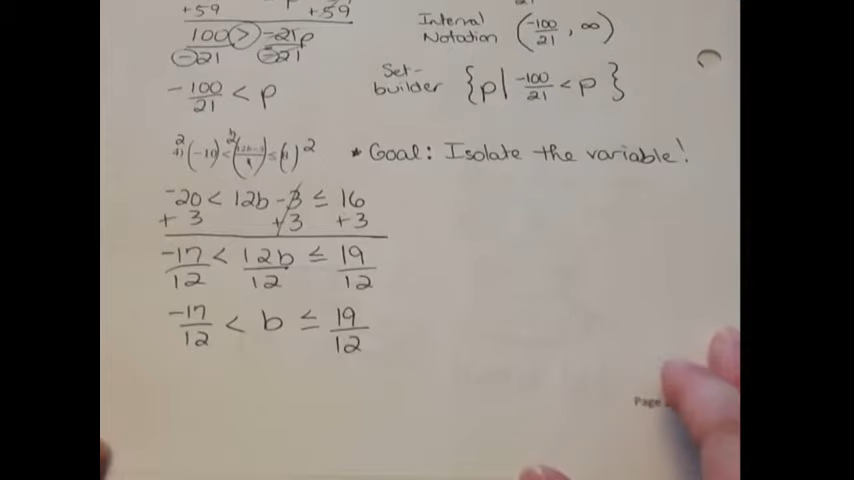 +59 +59
100 > -21p
-21 -21
-100/21 < p
Interval
Notation (-100/21, ∞)
Set-
builder {p | -100/21 < p}
* Goal: Isolate the variable!
-20 < 12b - 3 ≤ 16
+ 3 +3 +3
-17/12 < 12b/12 ≤ 19/12
-17/12 < b ≤ 19/12
Page